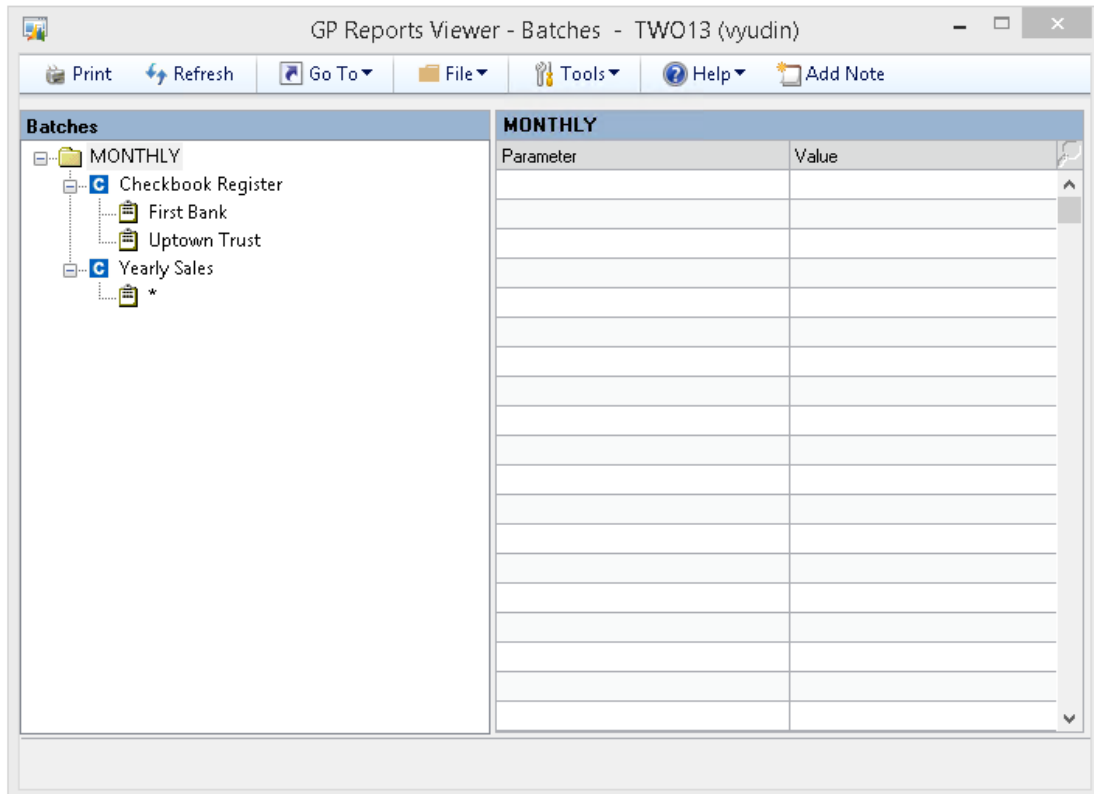 GP Reports Viewer - Batches - TWO13 (vyudin)
Print Refresh Go To File Tools Help Add Note
Batches
MONTHLY
C Checkbook Register
First Bank
Uptown Trust
C Yearly Sales
*
MONTHLY
Parameter Value